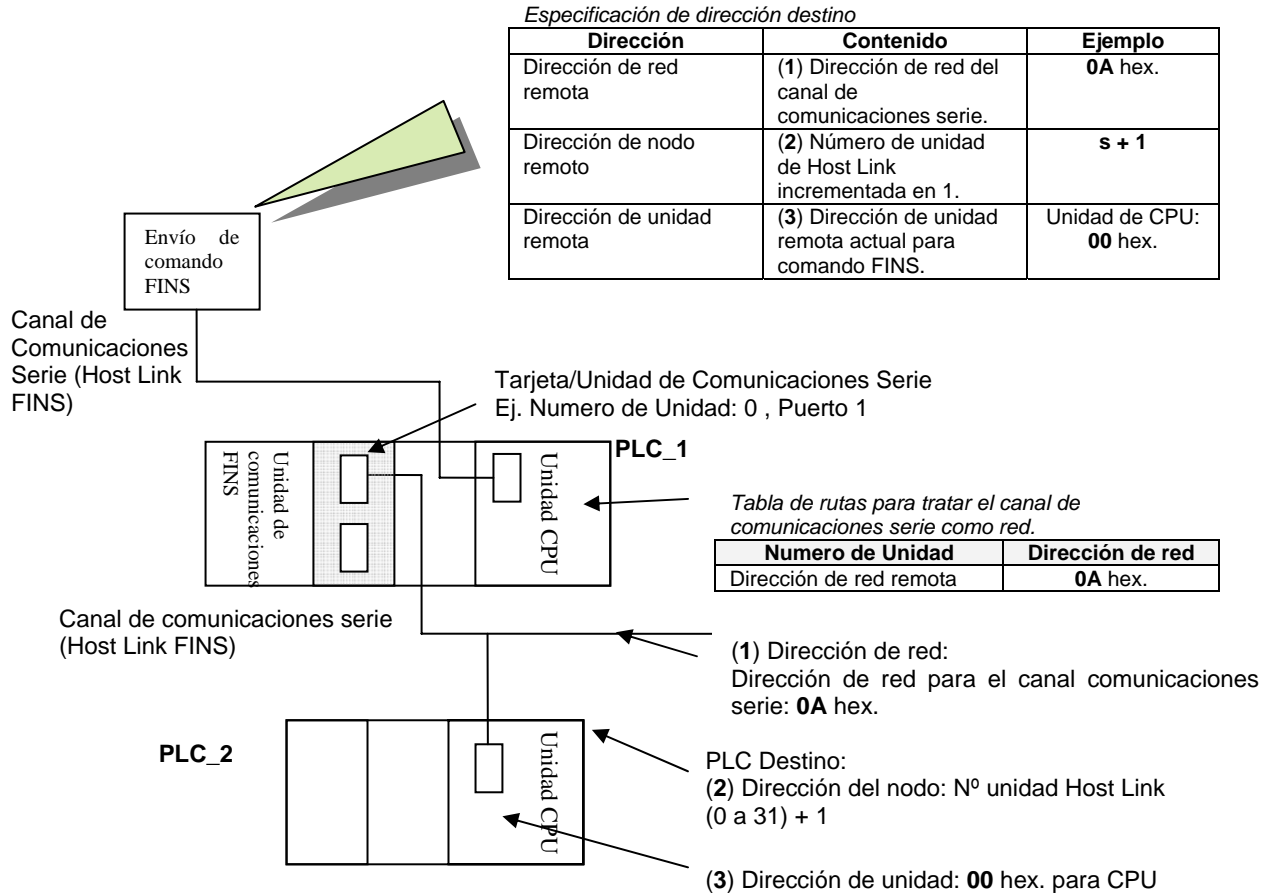 Especificación de dirección destino
Dirección Contenido Ejemplo
Dirección de red remota (1) Dirección de red del canal de comunicaciones serie. 0A hex.
Dirección de nodo remoto (2) Número de unidad de Host Link incrementada en 1. s + 1
Dirección de unidad remota (3) Dirección de unidad remota actual para comando FINS. Unidad de CPU: 00 hex.
Envío de
comando
FINS
Canal de
Comunicaciones
Serie (Host Link
FINS)
Tarjeta/Unidad de Comunicaciones Serie
Ej. Numero de Unidad: 0 , Puerto 1
PLC_1
Unidad de
comunicaciones
FINS
Unidad CPU
Tabla de rutas para tratar el canal de
comunicaciones serie como red.
Numero de Unidad Dirección de red
Dirección de red remota 0A hex.
Canal de comunicaciones serie
(Host Link FINS)
(1) Dirección de red:
Dirección de red para el canal comunicaciones
serie: 0A hex.
PLC_2
Unidad CPU
PLC Destino:
(2) Dirección del nodo: Nº unidad Host Link
(0 a 31) + 1
(3) Dirección de unidad: 00 hex. para CPU